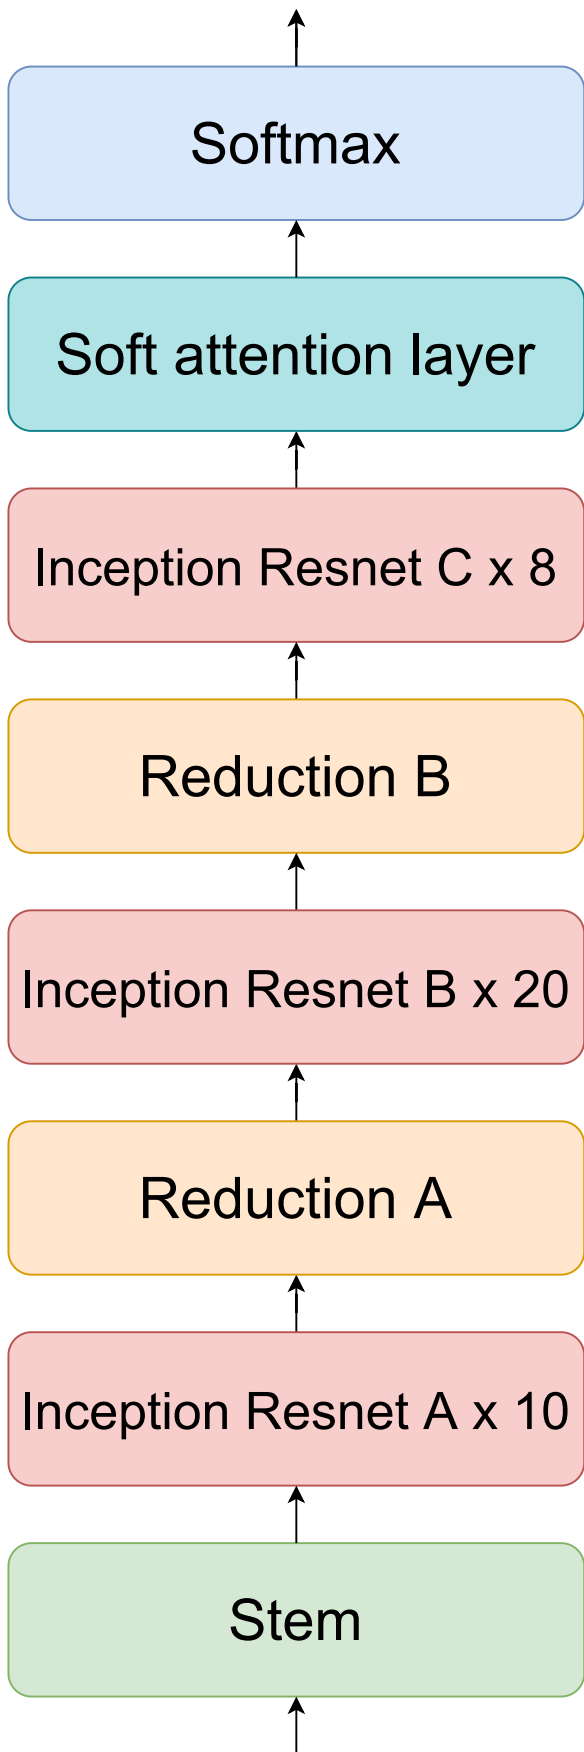 Softmax
Soft attention layer
Inception Resnet C x 8
Reduction B
Inception Resnet B x 20
Reduction A
Inception Resnet A x 10
Stem